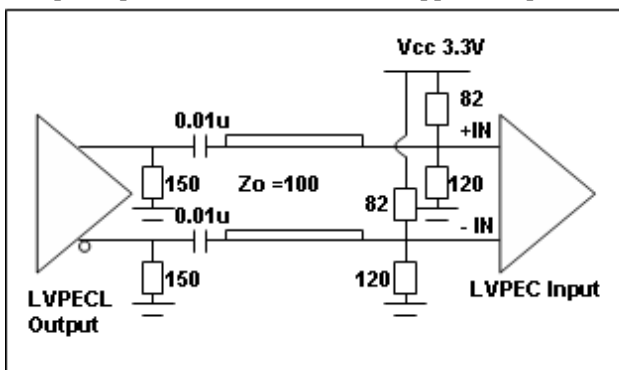 Vcc 3.3V
82
0.01u
+IN
150
Zo =100
120
82
0.01u
- IN
150
120
LVPECL
Output
LVPEC Input